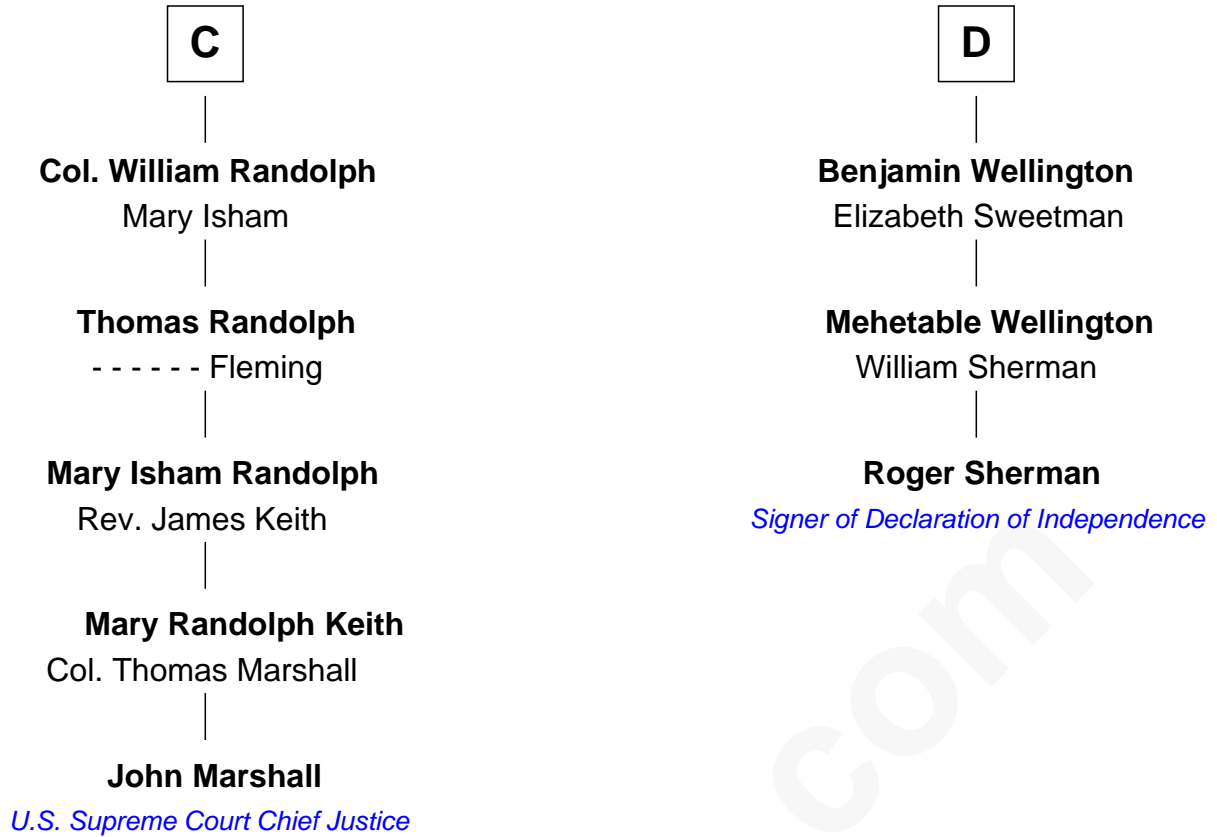 C
Col. William Randolph
Mary Isham
Thomas Randolph
- - - - - - Fleming
Mary Isham Randolph
Rev. James Keith
Mary Randolph Keith
Col. Thomas Marshall
John Marshall
U.S. Supreme Court Chief Justice
D
Benjamin Wellington
Elizabeth Sweetman
Mehetable Wellington
William Sherman
Roger Sherman
Signer of Declaration of Independence
com